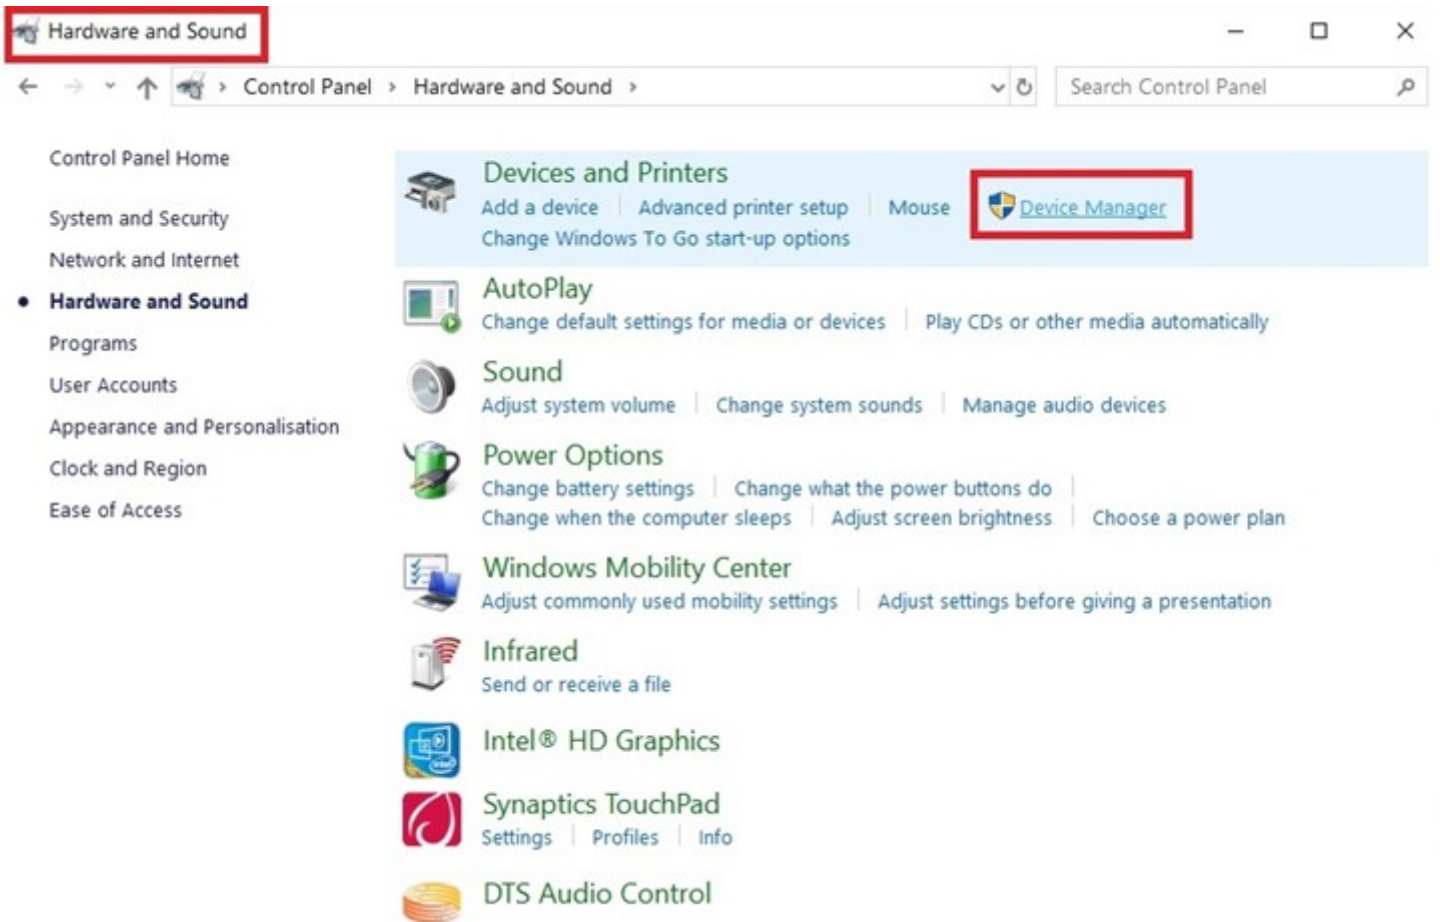 Hardware and Sound
Control Panel > Hardware and Sound >
Search Control Panel
Control Panel Home
System and Security
Network and Internet
Hardware and Sound
Programs
User Accounts
Appearance and Personalisation
Clock and Region
Ease of Access
Devices and Printers
Add a device | Advanced printer setup | Mouse Device Manager
Change Windows To Go start-up options
AutoPlay
Change default settings for media or devices | Play CDs or other media automatically
Sound
Adjust system volume | Change system sounds | Manage audio devices
Power Options
Change battery settings | Change what the power buttons do |
Change when the computer sleeps | Adjust screen brightness | Choose a power plan
Windows Mobility Center
Adjust commonly used mobility settings | Adjust settings before giving a presentation
Infrared
Send or receive a file
Intel® HD Graphics
Synaptics TouchPad
Settings | Profiles | Info
DTS Audio Control